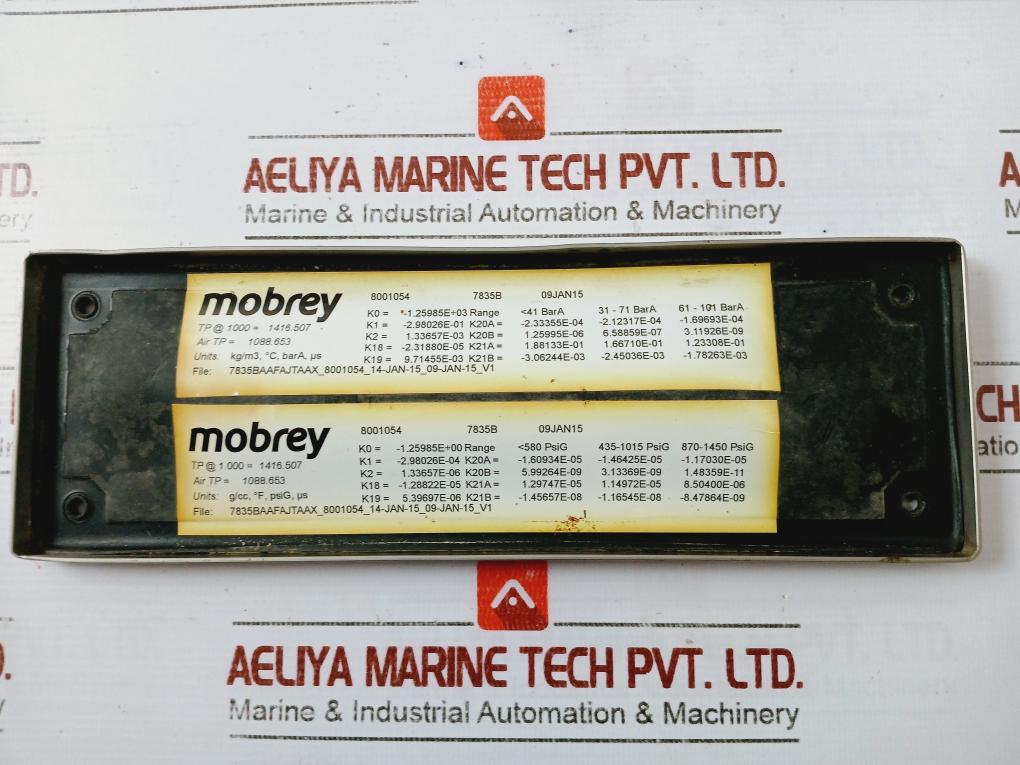 AELIYA MARINE TECH PVT. LTD.
Marine & Industrial Automation & Machinery
TD.
ery
A
M
mobrey 8001054 7835B 09JAN15
K0 = -1.25985E+03 Range <41 BarA 31 - 71 BarA 61 - 101 BarA
TP @ 1000 = 1416.507 K1 = -2.98026E-01 K20A = -2.33355E-04 -2.12317E-04 -1.69693E-04
Air TP = 1088.653 K2 = 1.33657E-03 K20B = 1.25995E-06 6.58859E-07 3.11926E-09
K18 = -2.31880E-05 K21A = 1.88133E-01 1.66710E-01 1.23308E-01
Units: kg/m3, °C, barA, µs K19 = 9.71455E-03 K21B = -3.06244E-03 -2.45036E-03 -1.78263E-03
File: 7835BAAFAJTAAX_8001054_14-JAN-15_09-JAN-15_V1
mobrey 8001054 7835B 09JAN15
K0 = -1.25985E+00 Range <580 PsiG 435-1015 PsiG 870-1450 PsiG
TP @ 1.000 = 1416.507 K1 = -2.98026E-04 K20A = -1.60934E-05 -1.46425E-05 -1.17030E-05
Air TP = 1088.653 K2 = 1.33657E-06 K20B = 5.99264E-09 3.13369E-09 1.48359E-11
K18 = -1.28822E-05 K21A = 1.29747E-05 1.14972E-05 8.50400E-06
Units: g/cc, °F, psiG, µs K19 = 5.39697E-06 K21B = -1.45657E-08 -1.16545E-08 -8.47864E-09
File: 7835BAAFAJTAAX_8001054_14-JAN-15_09-JAN-15_V1
CH
atio
AELIYA MARINE TECH PVT. LTD.
Marine & Industrial Automation & Machinery